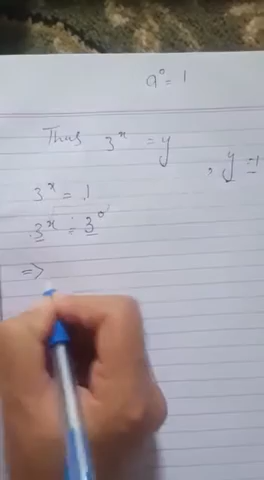 a⁰ = 1
Thus 3ˣ = y , y = 1
3ˣ = 1
3ˣ = 3⁰
=>